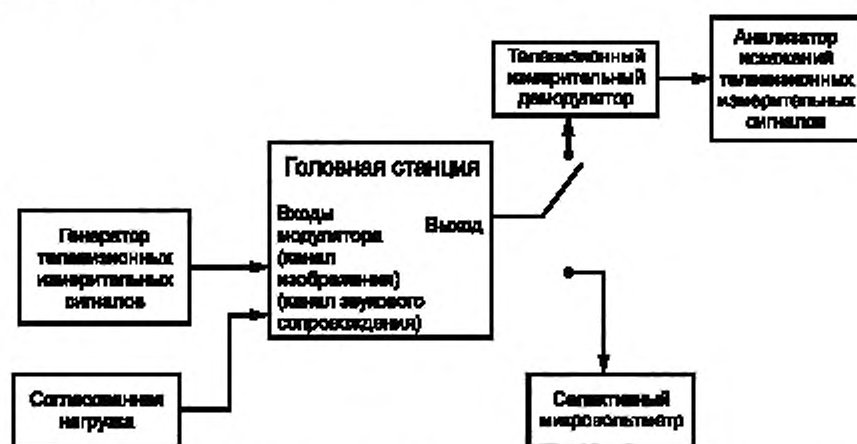 Телевизионный
измерительный
демодулятор
Анализатор
искажений
телевизионных
измерительных
сигналов
Головная станция
Входы
модулятора
(канал
изображения)
(канал звукового
сопровождения)
Выход
Генератор
телевизионных
измерительных
сигналов
Согласованная
нагрузка
Селективный
микровольтметр